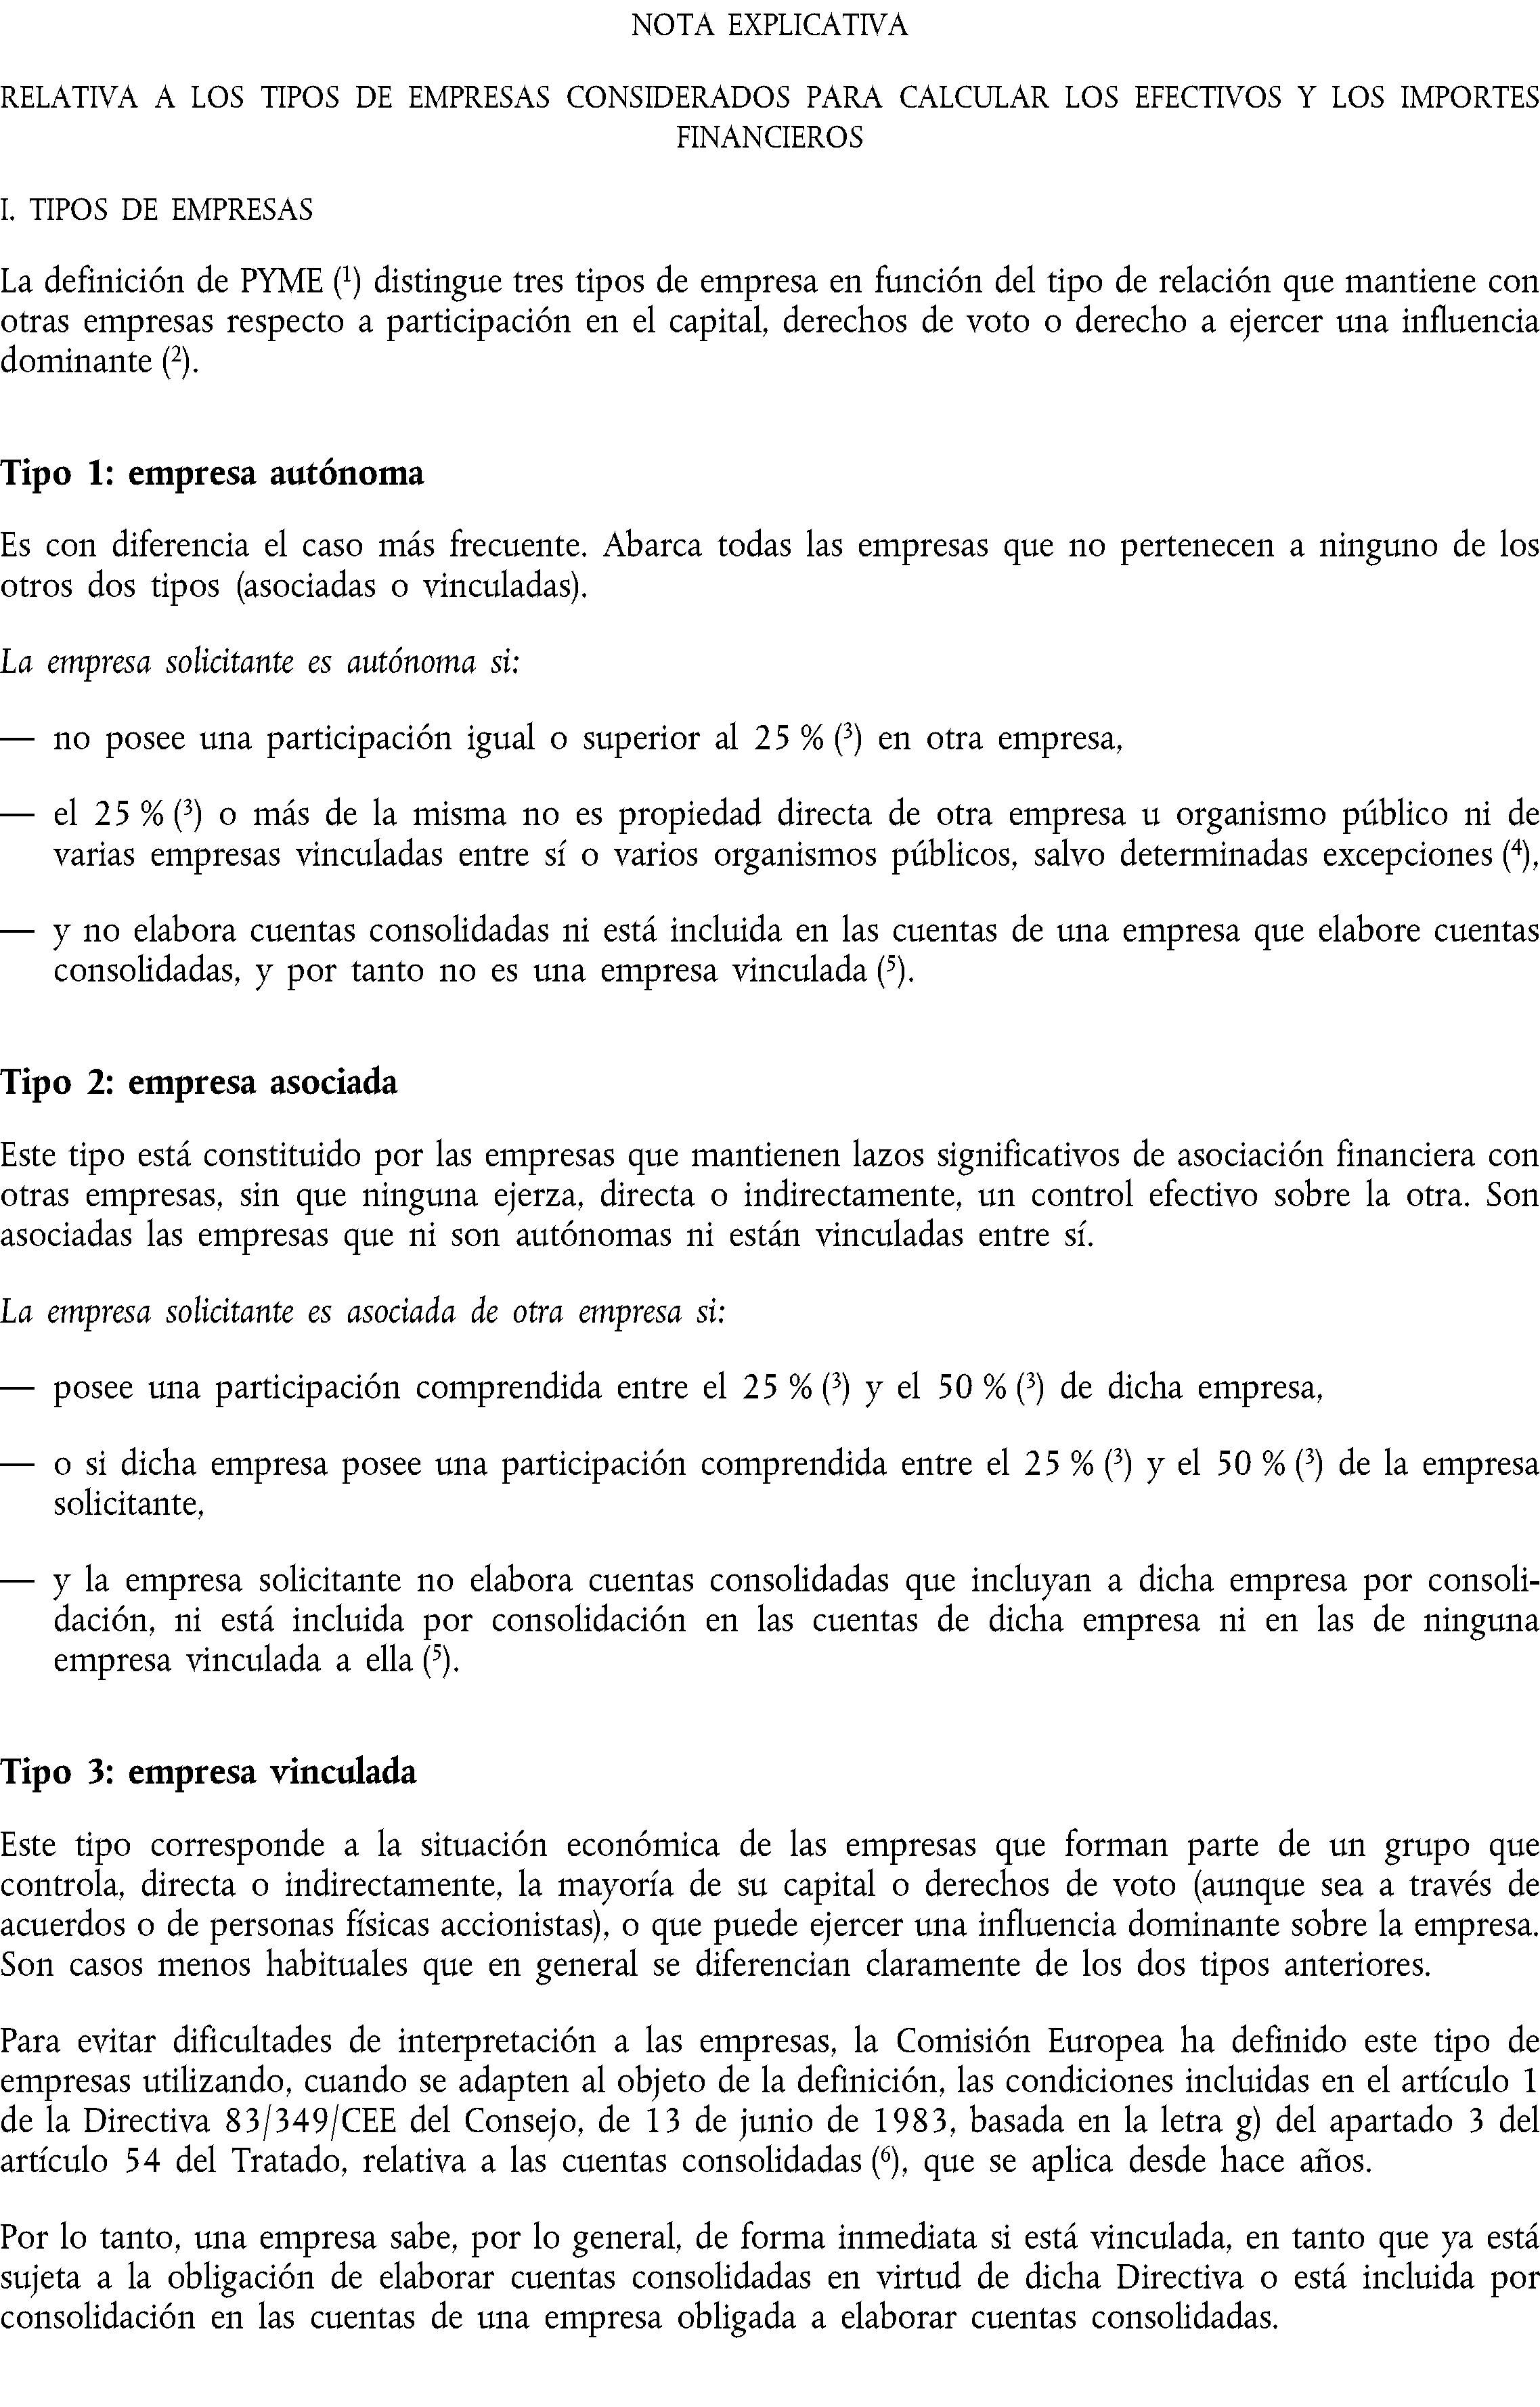 NOTA EXPLICATIVA
RELATIVA A LOS TIPOS DE EMPRESAS CONSIDERADOS PARA CALCULAR LOS EFECTIVOS Y LOS IMPORTES
FINANCIEROS
I. TIPOS DE EMPRESAS
La definición de PYME (¹) distingue tres tipos de empresa en función del tipo de relación que mantiene con
otras empresas respecto a participación en el capital, derechos de voto o derecho a ejercer una influencia
dominante (²).
Tipo 1: empresa autónoma
Es con diferencia el caso más frecuente. Abarca todas las empresas que no pertenecen a ninguno de los
otros dos tipos (asociadas o vinculadas).
La empresa solicitante es autónoma si:
— no posee una participación igual o superior al 25 % (³) en otra empresa,
— el 25 % (³) o más de la misma no es propiedad directa de otra empresa u organismo público ni de
varias empresas vinculadas entre sí o varios organismos públicos, salvo determinadas excepciones (⁴),
— y no elabora cuentas consolidadas ni está incluida en las cuentas de una empresa que elabore cuentas
consolidadas, y por tanto no es una empresa vinculada (⁵).
Tipo 2: empresa asociada
Este tipo está constituido por las empresas que mantienen lazos significativos de asociación financiera con
otras empresas, sin que ninguna ejerza, directa o indirectamente, un control efectivo sobre la otra. Son
asociadas las empresas que ni son autónomas ni están vinculadas entre sí.
La empresa solicitante es asociada de otra empresa si:
— posee una participación comprendida entre el 25 % (³) y el 50 % (³) de dicha empresa,
— o si dicha empresa posee una participación comprendida entre el 25 % (³) y el 50 % (³) de la empresa
solicitante,
— y la empresa solicitante no elabora cuentas consolidadas que incluyan a dicha empresa por consoli-
dación, ni está incluida por consolidación en las cuentas de dicha empresa ni en las de ninguna
empresa vinculada a ella (⁵).
Tipo 3: empresa vinculada
Este tipo corresponde a la situación económica de las empresas que forman parte de un grupo que
controla, directa o indirectamente, la mayoría de su capital o derechos de voto (aunque sea a través de
acuerdos o de personas físicas accionistas), o que puede ejercer una influencia dominante sobre la empresa.
Son casos menos habituales que en general se diferencian claramente de los dos tipos anteriores.
Para evitar dificultades de interpretación a las empresas, la Comisión Europea ha definido este tipo de
empresas utilizando, cuando se adapten al objeto de la definición, las condiciones incluidas en el artículo 1
de la Directiva 83/349/CEE del Consejo, de 13 de junio de 1983, basada en la letra g) del apartado 3 del
artículo 54 del Tratado, relativa a las cuentas consolidadas (⁶), que se aplica desde hace años.
Por lo tanto, una empresa sabe, por lo general, de forma inmediata si está vinculada, en tanto que ya está
sujeta a la obligación de elaborar cuentas consolidadas en virtud de dicha Directiva o está incluida por
consolidación en las cuentas de una empresa obligada a elaborar cuentas consolidadas.